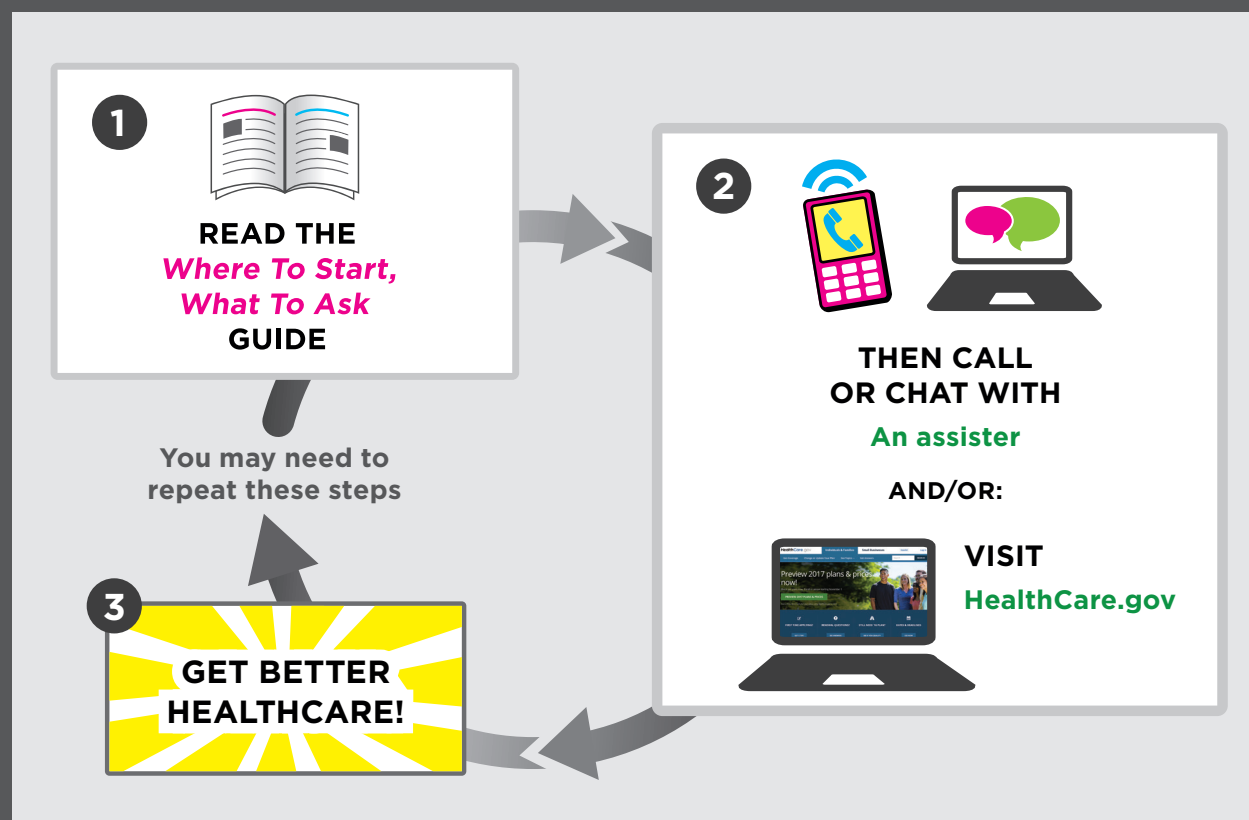 1
READ THE
Where To Start,
What To Ask
GUIDE
2
THEN CALL
OR CHAT WITH
An assister
AND/OR:
VISIT
HealthCare.gov
Preview 2017 plans & prices
now!
You may need to
repeat these steps
3
GET BETTER
HEALTHCARE!